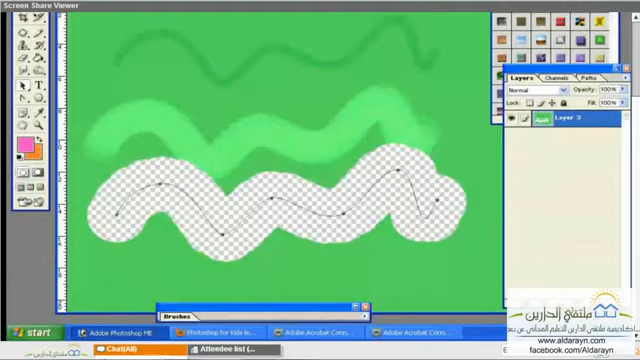 Screen Share Viewer
Layers
Channels
Paths
Normal
Opacity: 100%
Lock:
Fill: 100%
Layer 3
Brushes
start
Adobe Photoshop ME
Photoshop for Kids le...
Adobe Acrobat Conn...
Adobe Acrobat Conn...
Chat(All)
Attendee list (...
ملتقى الدارين
www.aldarayn.com
facebook.com/Aldarayn